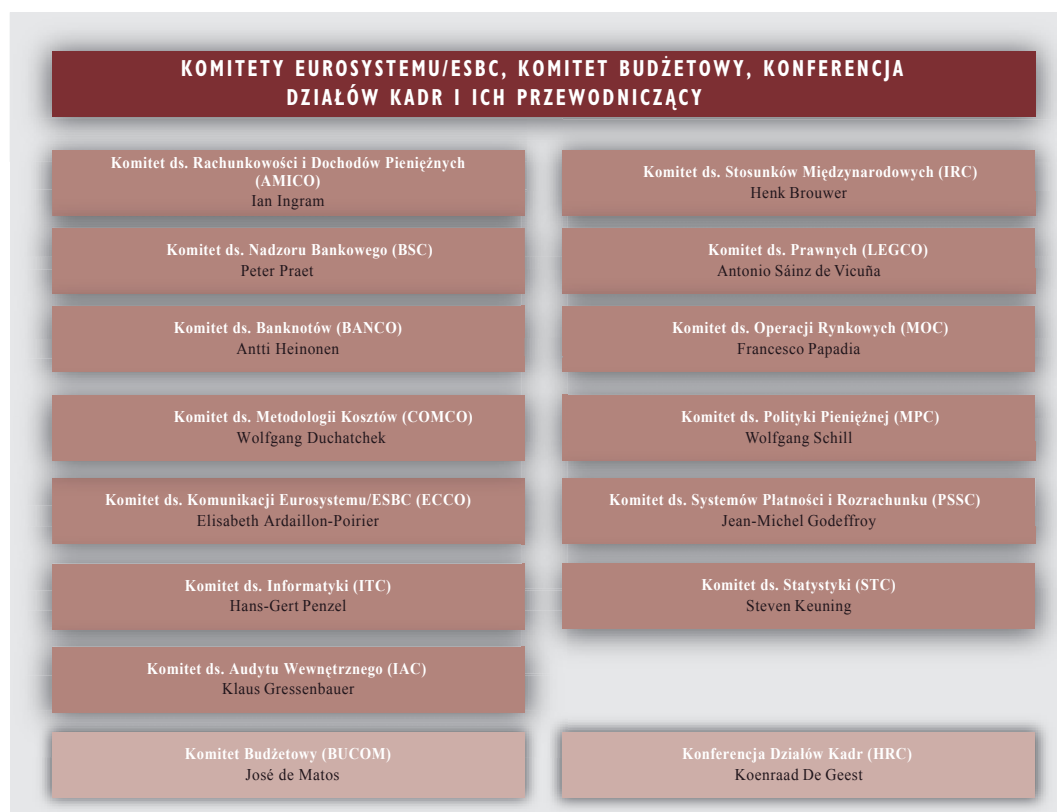 KOMITETY EUROSYSTEMU/ESBC, KOMITET BUDŻETOWY, KONFERENCJA
DZIAŁÓW KADR I ICH PRZEWODNICZĄCY
Komitet ds. Rachunkowości i Dochodów Pieniężnych
(AMICO)
Ian Ingram
Komitet ds. Nadzoru Bankowego (BSC)
Peter Praet
Komitet ds. Banknotów (BANCO)
Antti Heinonen
Komitet ds. Metodologii Kosztów (COMCO)
Wolfgang Duchatchek
Komitet ds. Komunikacji Eurosystemu/ESBC (ECCO)
Elisabeth Ardaillon-Poirier
Komitet ds. Informatyki (ITC)
Hans-Gert Penzel
Komitet ds. Audytu Wewnętrznego (IAC)
Klaus Gressenbauer
Komitet Budżetowy (BUCOM)
José de Matos
Komitet ds. Stosunków Międzynarodowych (IRC)
Henk Brouwer
Komitet ds. Prawnych (LEGCO)
Antonio Sáinz de Vicuña
Komitet ds. Operacji Rynkowych (MOC)
Francesco Papadia
Komitet ds. Polityki Pieniężnej (MPC)
Wolfgang Schill
Komitet ds. Systemów Płatności i Rozrachunku (PSSC)
Jean-Michel Godeffroy
Komitet ds. Statystyki (STC)
Steven Keuning
Konferencja Działów Kadr (HRC)
Koenraad De Geest